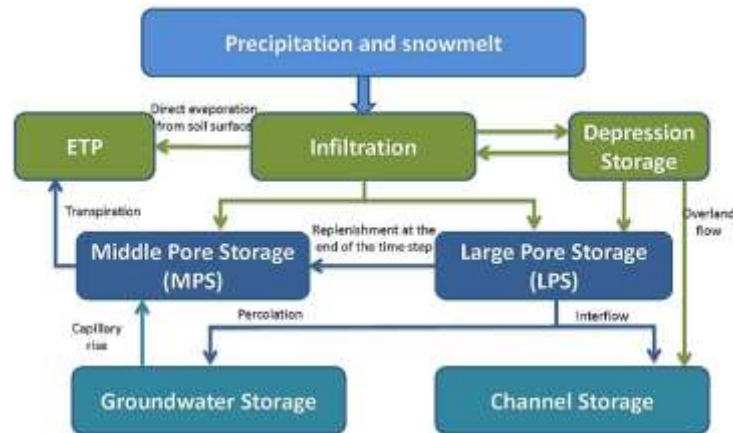 Precipitation and snowmelt
Direct evaporation
from soil surface
ETP
Infiltration
Depression
Storage
Transpiration
Replenishment at the
end of the time-step
Overland
flow
Middle Pore Storage
(MPS)
Large Pore Storage
(LPS)
Percolation
Interflow
Capillary
rise
Groundwater Storage
Channel Storage